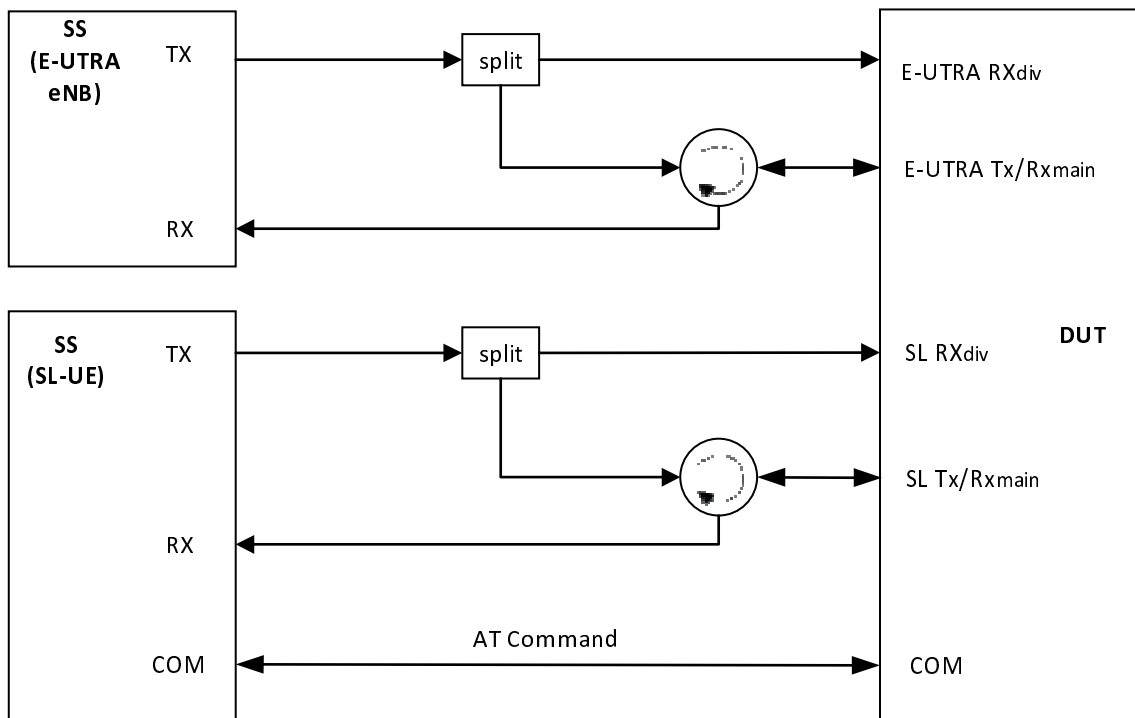 SS
(E-UTRA
eNB)
TX
RX
split
E-UTRA RXdiv
E-UTRA Tx/Rxmain
SS
(SL-UE)
TX
RX
COM
split
AT Command
SL RXdiv
SL Tx/Rxmain
COM
DUT